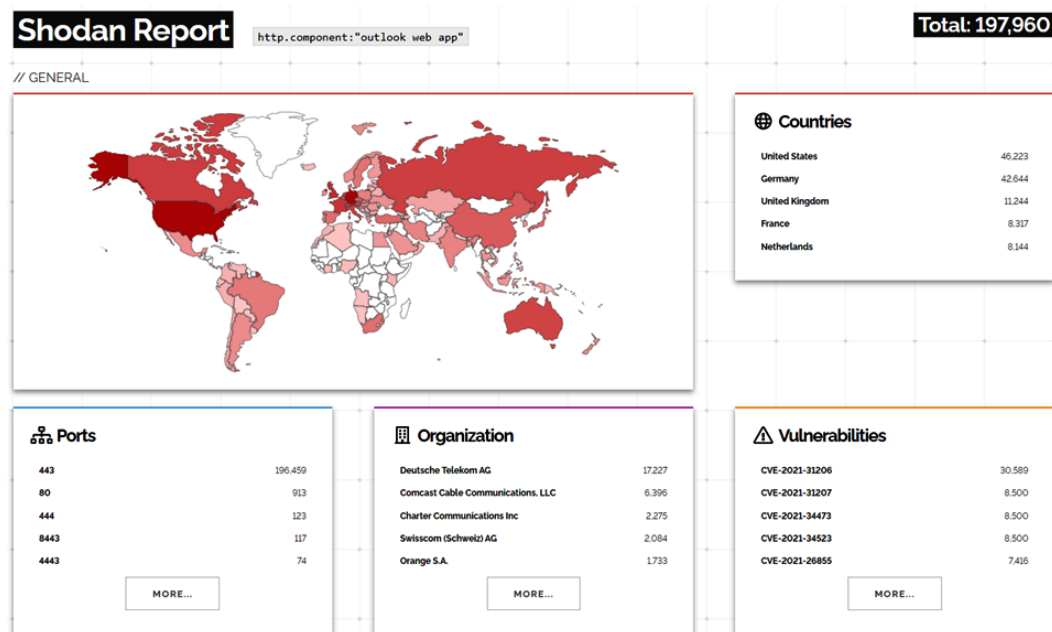 Shodan Report
http.component:"outlook web app"
Total: 197,960
// GENERAL
Countries
United States 46,223
Germany 42,644
United Kingdom 11,244
France 8,317
Netherlands 8,144
Ports
443 196,459
80 913
444 123
8443 117
4443 74
MORE...
Organization
Deutsche Telekom AG 17,227
Comcast Cable Communications, LLC 6,396
Charter Communications Inc 2,275
Swisscom (Schweiz) AG 2,084
Orange S.A. 1,733
MORE...
Vulnerabilities
CVE-2021-31206 30,589
CVE-2021-31207 8,500
CVE-2021-34473 8,500
CVE-2021-34523 8,500
CVE-2021-26855 7,416
MORE...